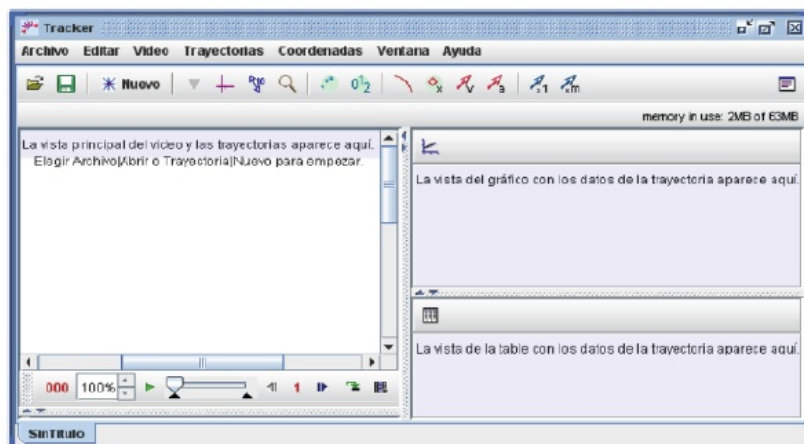 Tracker
Archivo Editar Video Trayectorias Coordenadas Ventana Ayuda
Nuevo
memory in use: 2MB of 63MB
La vista principal del video y las trayectorias aparece aquí.
Elegir Archivo|Abrir o Trayectoria|Nuevo para empezar.
La vista del gráfico con los datos de la trayectoria aparece aquí.
La vista de la table con los datos de la trayectoria aparece aquí.
000 100% 1
SinTitulo